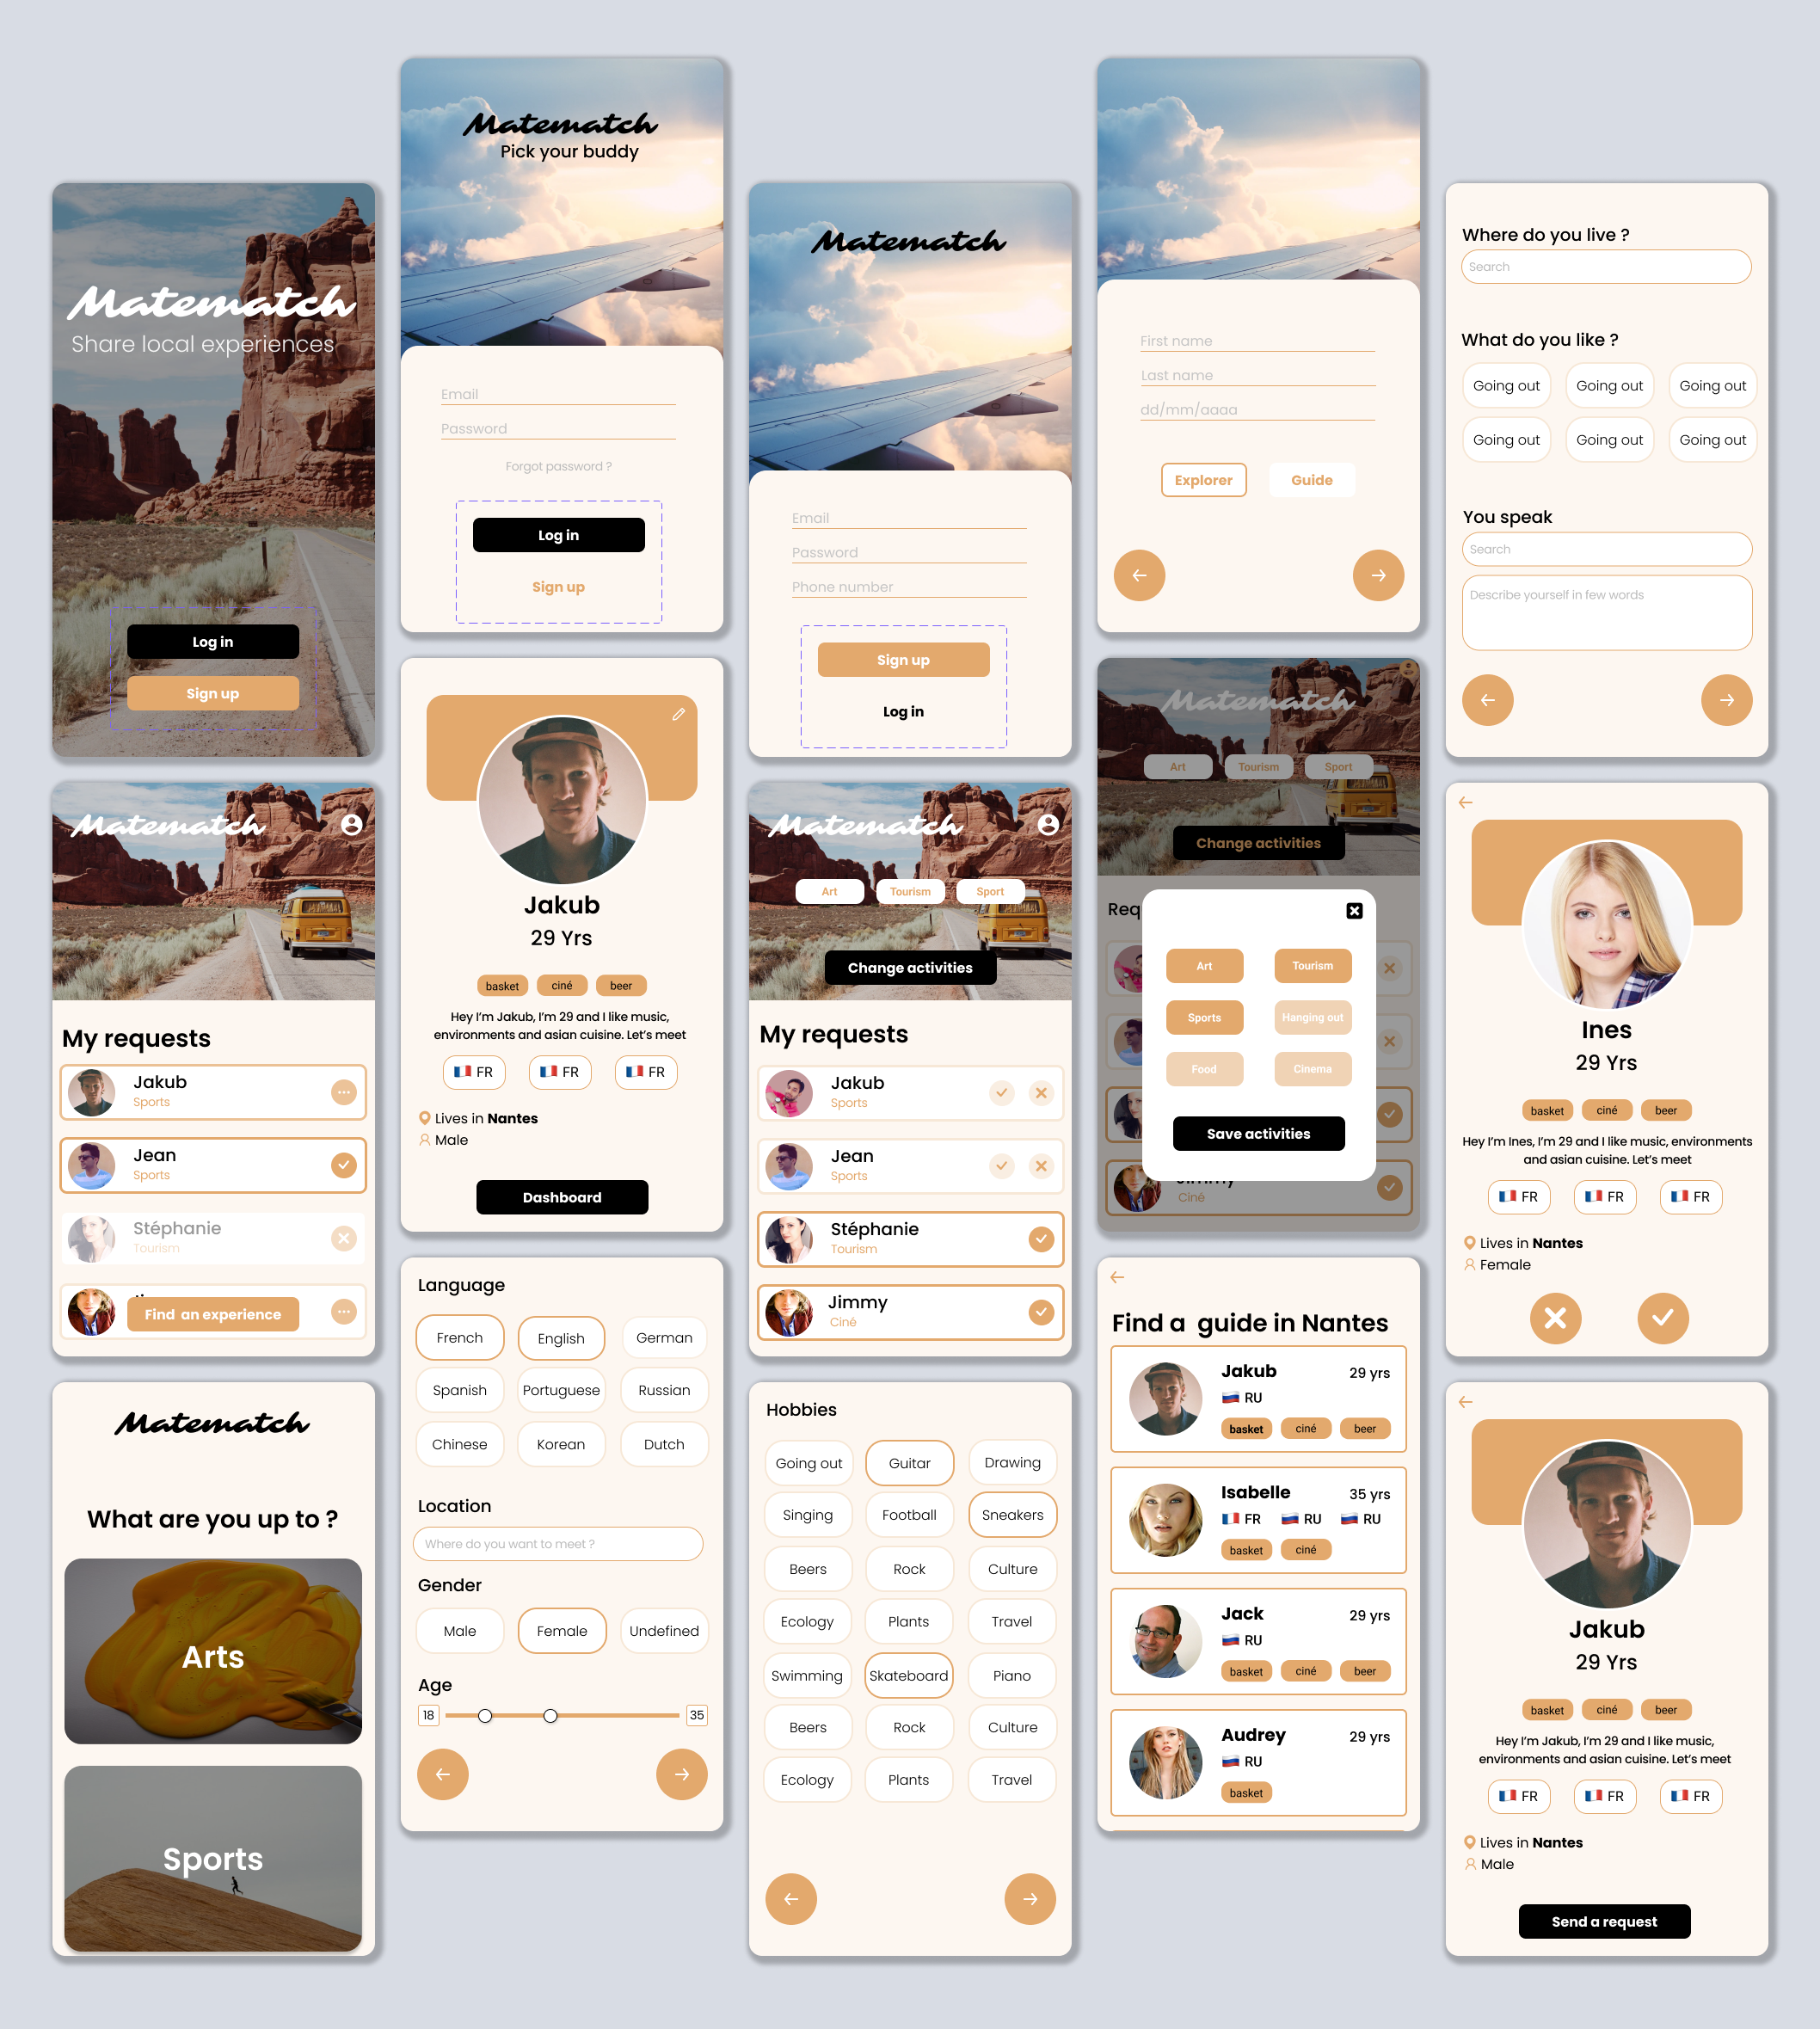 Matematch
Share local experiences
Log in
Sign up
My requests
Jakub
Sports
Jean
Sports
Stéphanie
Tourism
Find an experience
Matematch
Matematch
What are you up to ?
Arts
Sports
Matematch
Pick your buddy
Email
Password
Forgot password ?
Log in
Sign up
Jakub
29 Yrs
basket ciné beer
Hey I'm Jakub, I'm 29 and I like music,
environments and asian cuisine. Let's meet
FR FR FR
Lives in Nantes
Male
Dashboard
Language
French English German
Spanish Portuguese Russian
Chinese Korean Dutch
Location
Where do you want to meet ?
Gender
Male Female Undefined
Age
18 35
Matematch
Email
Password
Phone number
Sign up
Log in
Matematch
Art Tourism Sport
Change activities
My requests
Jakub
Sports
Jean
Sports
Stéphanie
Tourism
Jimmy
Ciné
Hobbies
Going out Guitar Drawing
Singing Football Sneakers
Beers Rock Culture
Ecology Plants Travel
Swimming Skateboard Piano
Beers Rock Culture
Ecology Plants Travel
First name
Last name
dd/mm/aaaa
Explorer Guide
Matematch
Art Tourism Sport
Change activities
Req
Art Tourism
Sports Hanging out
Food Cinema
Save activities
Jimmy
Ciné
Find a guide in Nantes
Jakub 29 yrs
RU
basket ciné beer
Isabelle 35 yrs
FR RU RU
basket ciné
Jack 29 yrs
RU
basket ciné beer
Audrey 29 yrs
RU
basket
Where do you live ?
Search
What do you like ?
Going out Going out Going out
Going out Going out Going out
You speak
Search
Describe yourself in few words
Ines
29 Yrs
basket ciné beer
Hey I'm Ines, I'm 29 and I like music, environments
and asian cuisine. Let's meet
FR FR FR
Lives in Nantes
Female
Jakub
29 Yrs
basket ciné beer
Hey I'm Jakub, I'm 29 and I like music,
environments and asian cuisine. Let's meet
FR FR FR
Lives in Nantes
Male
Send a request